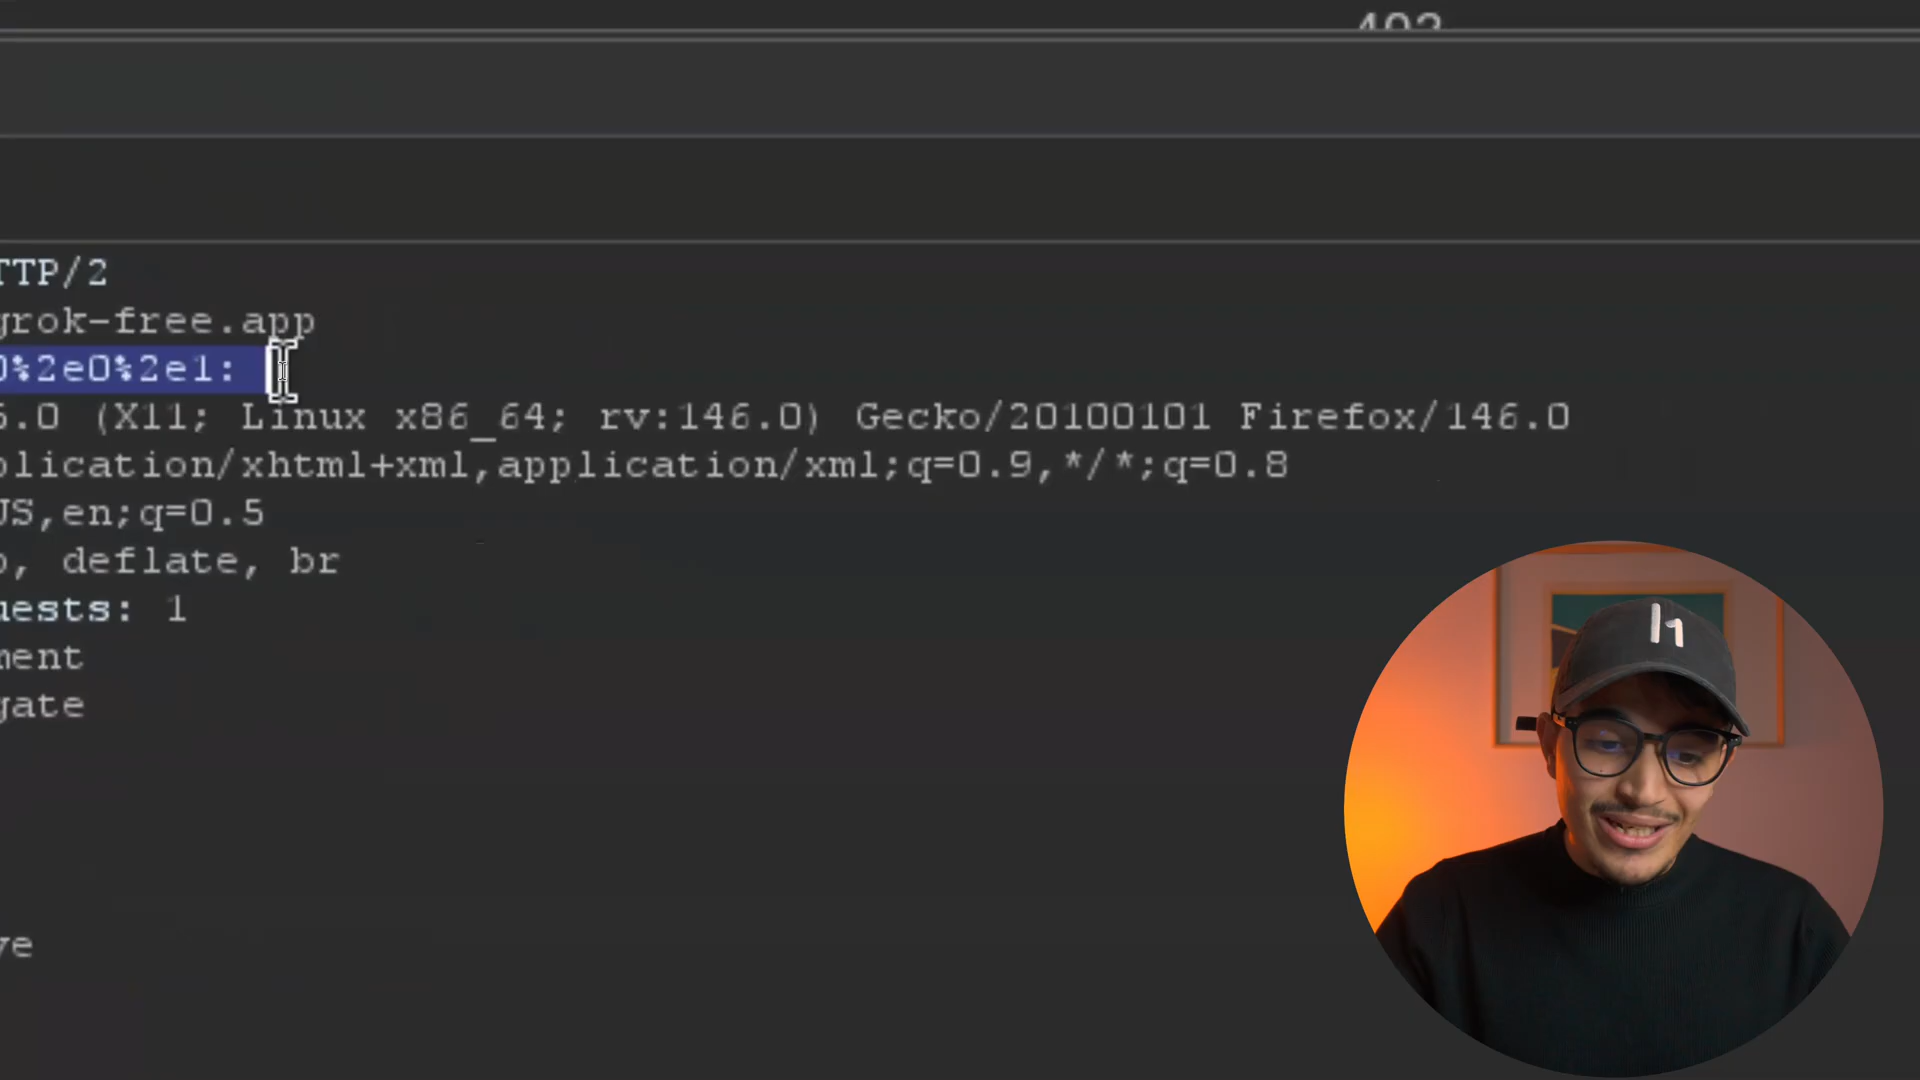 403
TTP/2
grok-free.app
0%2e0%2e1:
5.0 (X11; Linux x86_64; rv:146.0) Gecko/20100101 Firefox/146.0
plication/xhtml+xml,application/xml;q=0.9,*/*;q=0.8
US,en;q=0.5
p, deflate, br
uests: 1
ment
gate
ve
h1